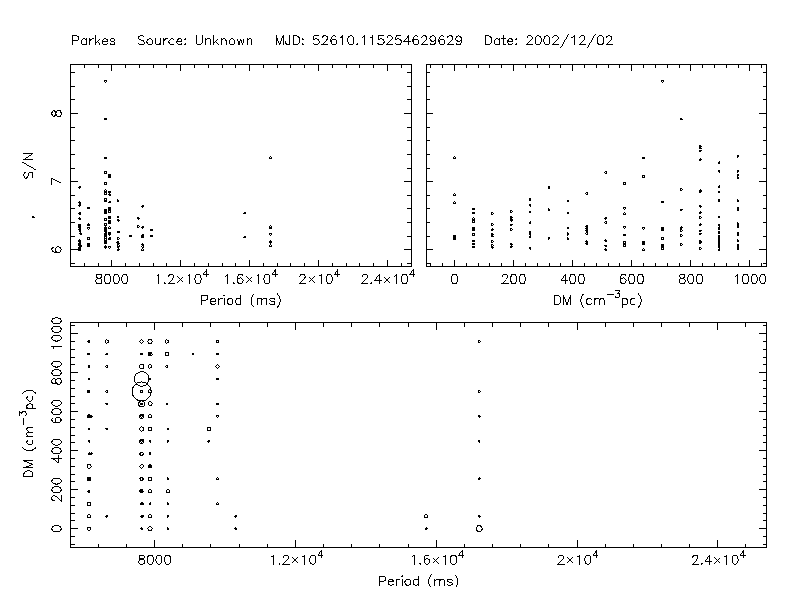 Parkes Source: Unknown MJD: 52610.115254629629 Date: 2002/12/02
S/N
8
7
6
8000 1.2×10⁴ 1.6×10⁴ 2×10⁴ 2.4×10⁴
Period (ms)
0 200 400 600 800 1000
DM (cm⁻³pc)
DM (cm⁻³pc)
1000
800
600
400
200
0
8000 1.2×10⁴ 1.6×10⁴ 2×10⁴ 2.4×10⁴
Period (ms)